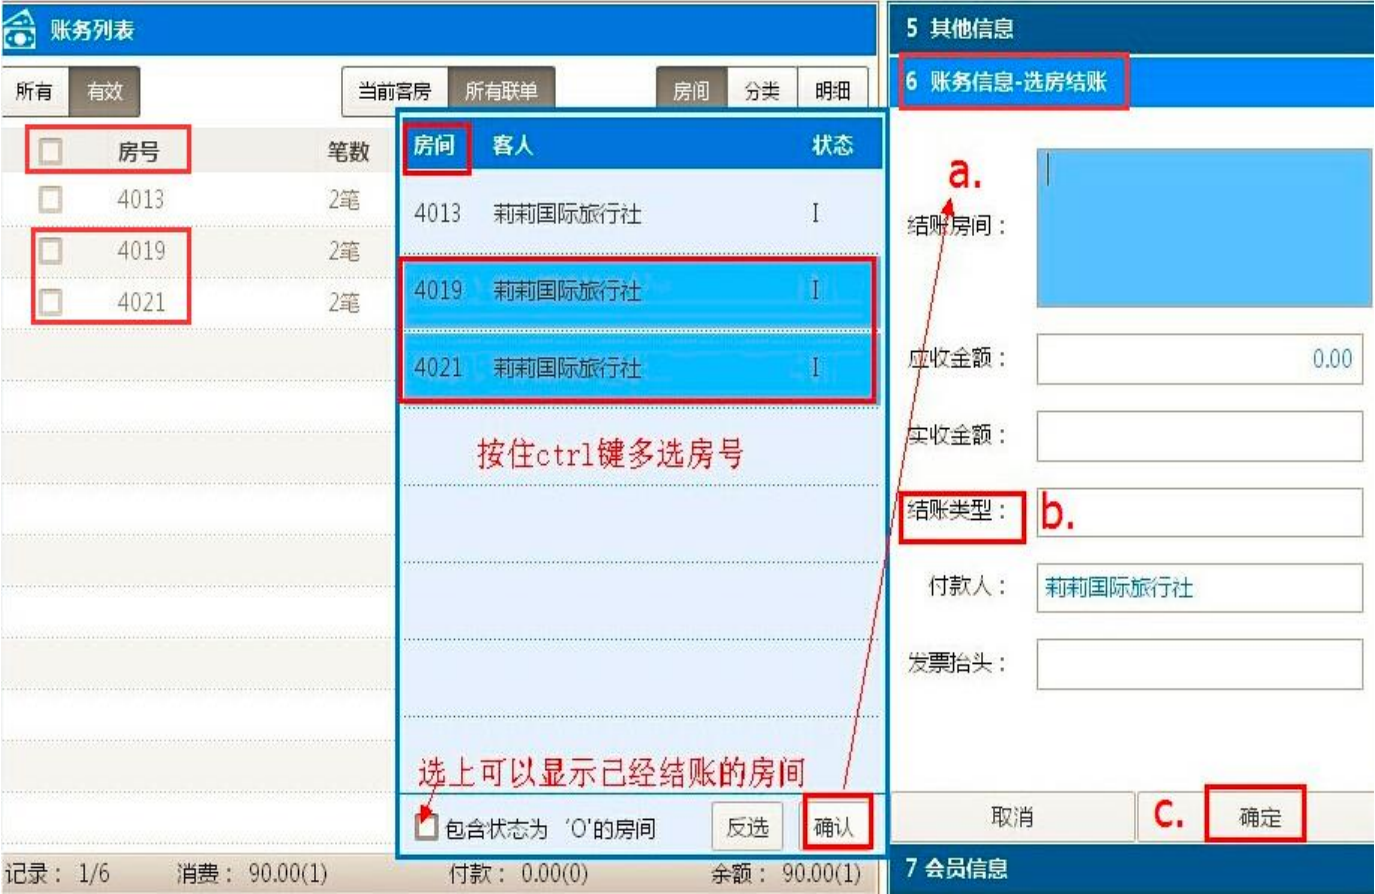 账务列表
所有 有效 当前客房 所有联单 房间 分类 明细
房号 笔数
4013 2笔
4019 2笔
4021 2笔
房间 客人 状态
4013 莉莉国际旅行社 I
4019 莉莉国际旅行社 I
4021 莉莉国际旅行社 I
按住ctrl键多选房号
选上可以显示已经结账的房间
包含状态为 'O'的房间 反选 确认
记录: 1/6 消费: 90.00(1) 付款: 0.00(0) 余额: 90.00(1)
5 其他信息
6 账务信息-选房结账
a.
结账房间:
应收金额: 0.00
实收金额:
结账类型: b.
付款人: 莉莉国际旅行社
发票抬头:
取消 c. 确定
7 会员信息